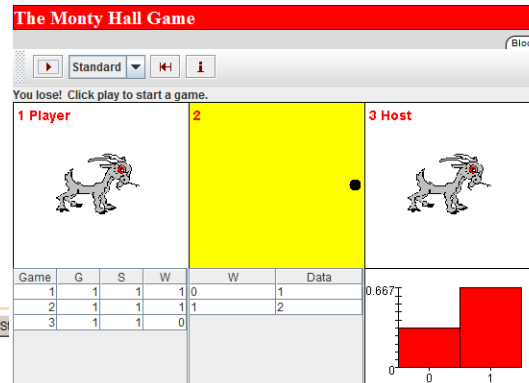 The Monty Hall Game
Bloc
Standard
You lose! Click play to start a game.
1 Player
2
3 Host
Game G S W
1 1 1 1
2 1 1 1
3 1 1 0
W Data
0 1
1 2
0.667
0
0 1
St